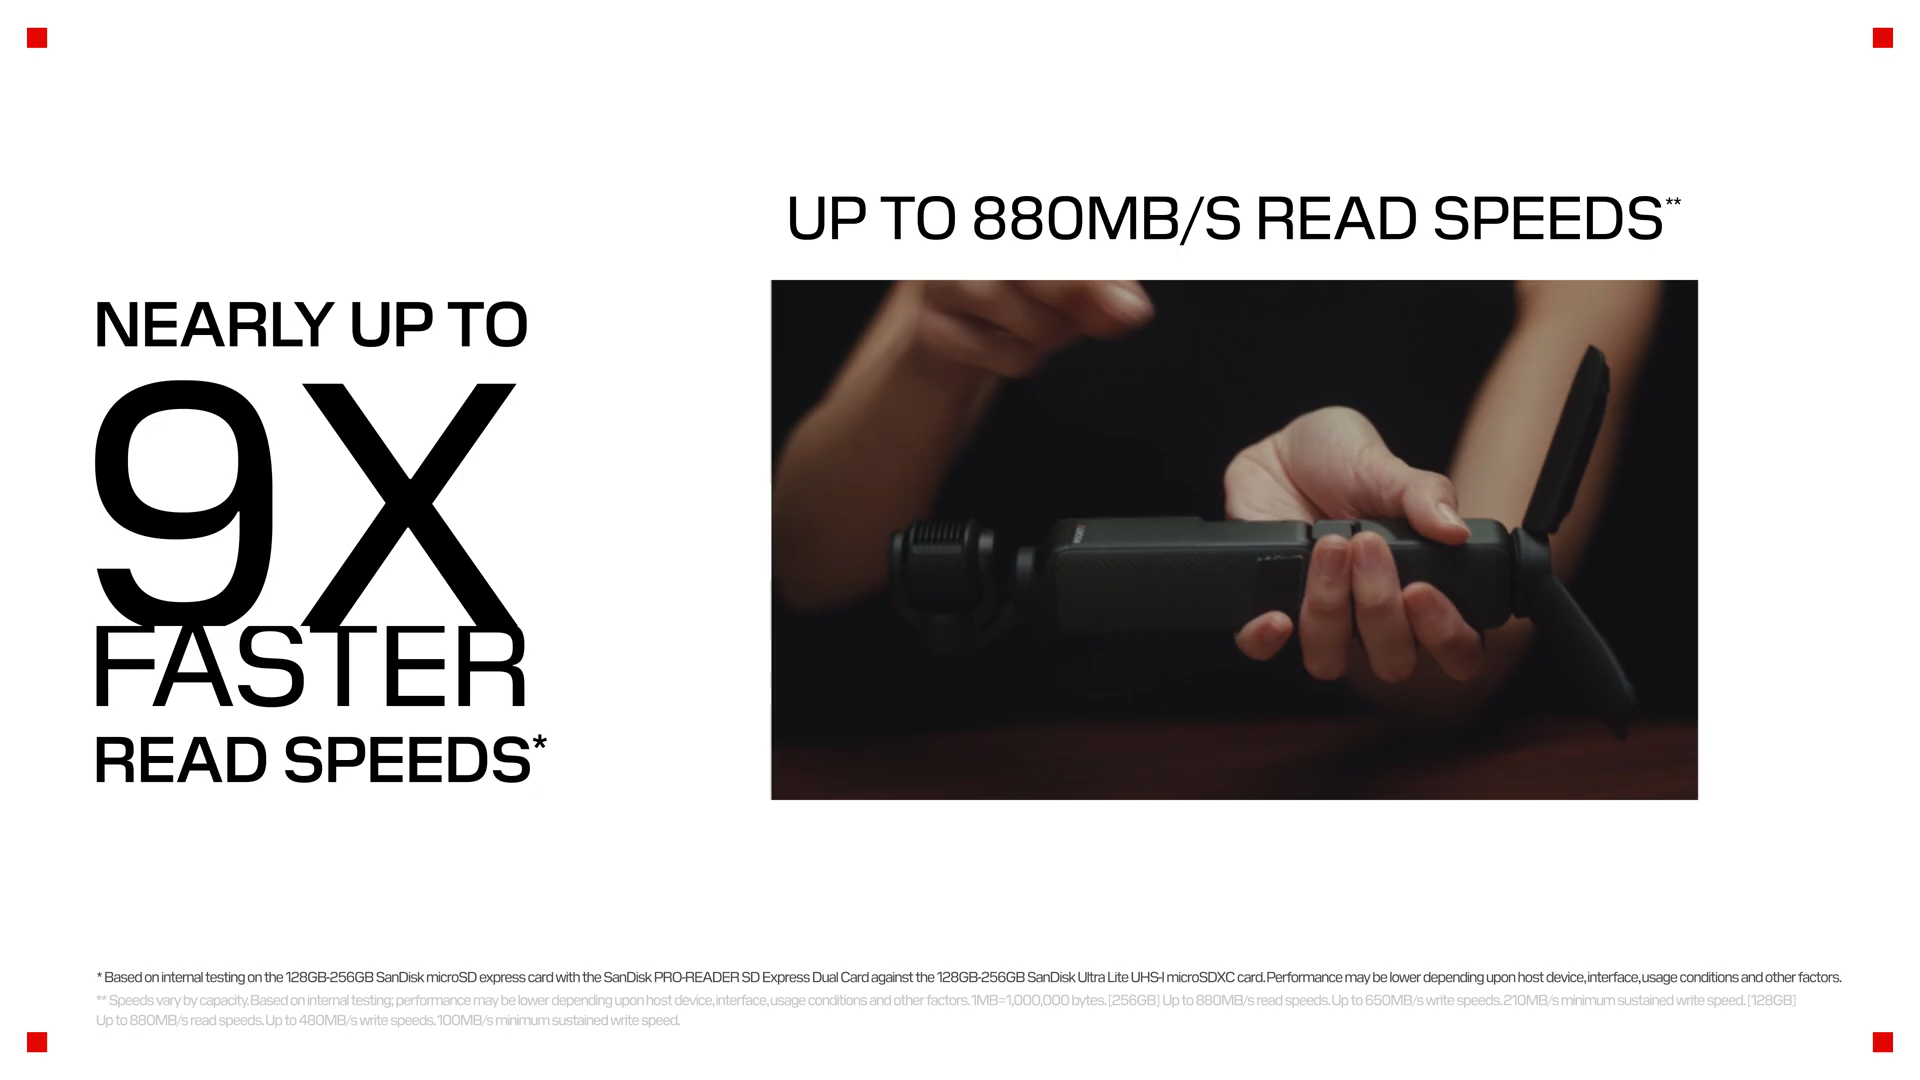 NEARLY UP TO
9X
FASTER
READ SPEEDS*
UP TO 880MB/S READ SPEEDS**
* Based on internal testing on the 128GB-256GB SanDisk microSD express card with the SanDisk PRO-READER SD Express Dual Card against the 128GB-256GB SanDisk Ultra Lite UHS-I microSDXC card. Performance may be lower depending upon host device, interface, usage conditions and other factors.
** Speeds vary by capacity. Based on internal testing; performance may be lower depending upon host device, interface, usage conditions and other factors. 1MB=1,000,000 bytes. [256GB] Up to 880MB/s read speeds. Up to 650MB/s write speeds. 210MB/s minimum sustained write speed. [128GB]
Up to 880MB/s read speeds. Up to 480MB/s write speeds. 100MB/s minimum sustained write speed.